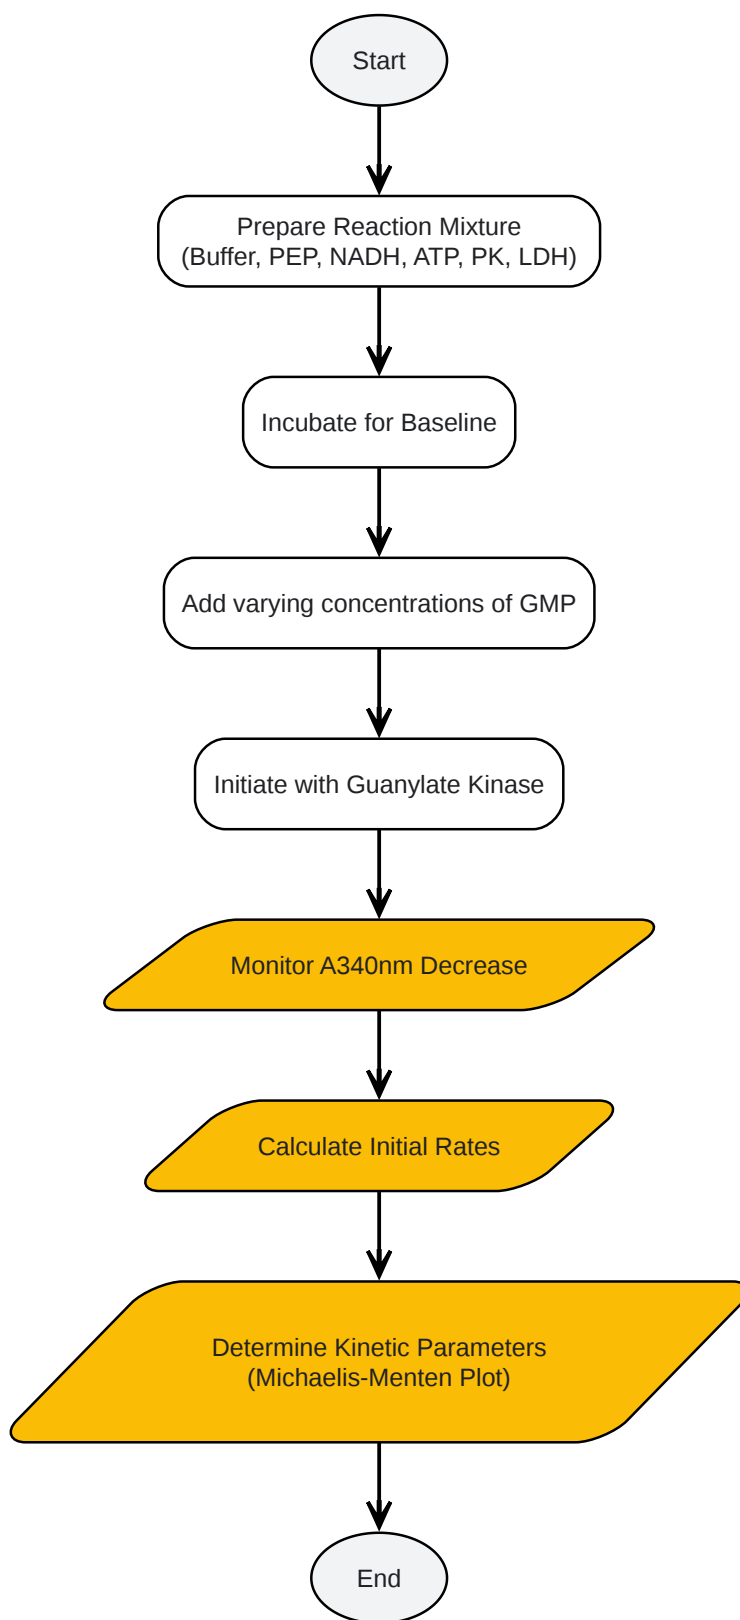 Start
Prepare Reaction Mixture
(Buffer, PEP, NADH, ATP, PK, LDH)
Incubate for Baseline
Add varying concentrations of GMP
Initiate with Guanylate Kinase
Monitor A340nm Decrease
Calculate Initial Rates
Determine Kinetic Parameters
(Michaelis-Menten Plot)
End